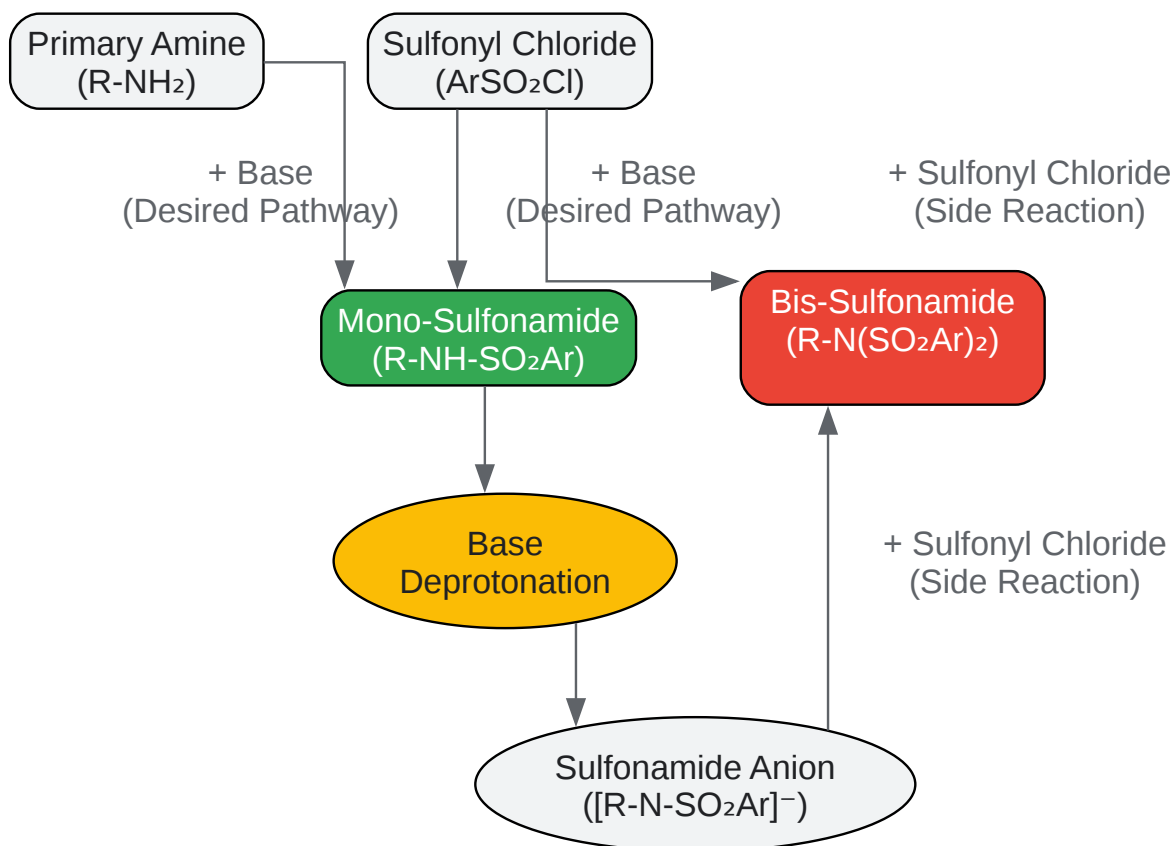 Primary Amine
(R-NH₂)
Sulfonyl Chloride
(ArSO₂Cl)
+ Base
(Desired Pathway)
+ Base
(Desired Pathway)
+ Sulfonyl Chloride
(Side Reaction)
Mono-Sulfonamide
(R-NH-SO₂Ar)
Bis-Sulfonamide
(R-N(SO₂Ar)₂)
Base
Deprotonation
+ Sulfonyl Chloride
(Side Reaction)
Sulfonamide Anion
([R-N-SO₂Ar]⁻)